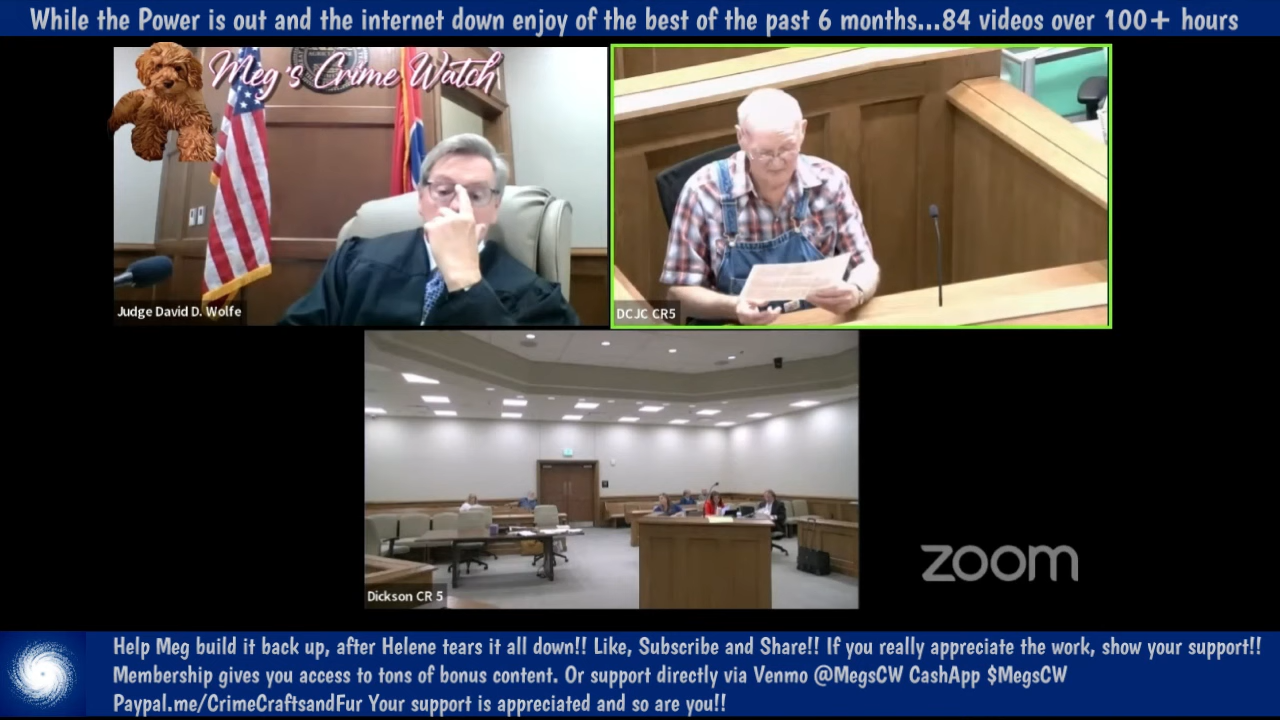 While the Power is out and the internet down enjoy of the best of the past 6 months...84 videos over 100+ hours
Meg's Crime Watch
Judge David D. Wolfe
DCJC CR5
Dickson CR 5
zoom
Help Meg build it back up, after Helene tears it all down!! Like, Subscribe and Share!! If you really appreciate the work, show your support!!
Membership gives you access to tons of bonus content. Or support directly via Venmo @MegsCW CashApp $MegsCW
Paypal.me/CrimeCraftsandFur Your support is appreciated and so are you!!